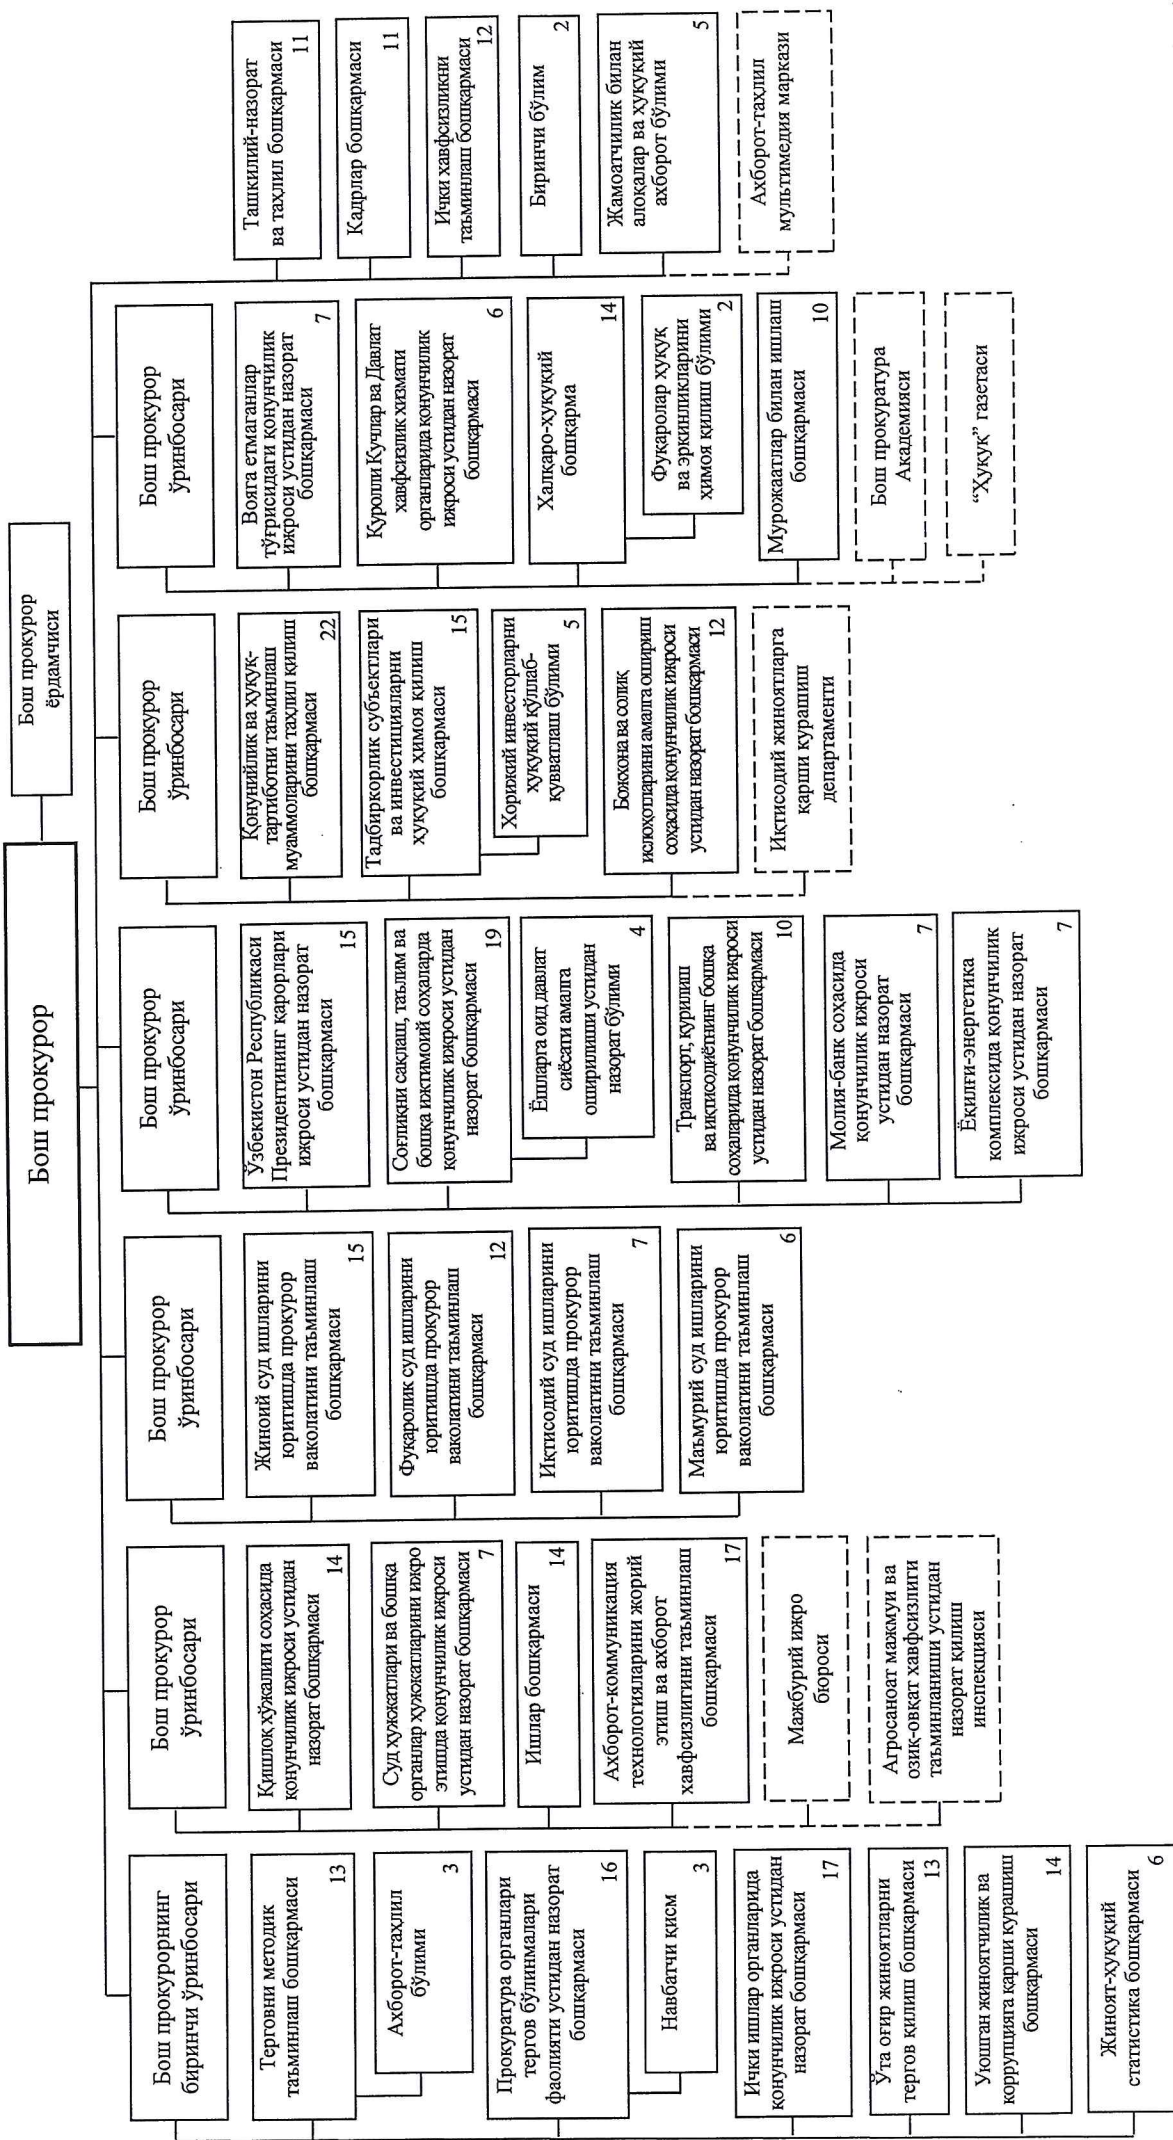 Бош прокурор
Бош прокурор
ёрдамчиси
Бош прокурорнинг
биринчи ўринбосари
Терговни методик
таъминлаш бошқармаси
13
Ахборот-таҳлил
бўлими
3
Прокуратура органлари
тергов бўлинмалари
фаолияти устидан назорат
бошқармаси
16
Навбатчи қисм
3
Ички ишлар органларида
қонунчилик ижроси устидан
назорат бошқармаси
17
Ўта оғир жиноятларни
тергов қилиш бошқармаси
13
Уюшган жиноятчилик ва
коррупцияга қарши курашиш
бошқармаси
14
Жиноят-ҳуқуқий
статистика бошқармаси
6
Бош прокурор
ўринбосари
Қишлоқ хўжалиги соҳасида
қонунчилик ижроси устидан
назорат бошқармаси
14
Суд ҳужжатлари ва бошқа
органлар ҳужжатларини ижро
этишда қонунчилик ижроси
устидан назорат бошқармаси
7
Ишлар бошқармаси
14
Ахборот-коммуникация
технологияларини жорий
этиш ва ахборот
хавфсизлигини таъминлаш
бошқармаси
17
Мажбурий ижро
бюроси
Агросаноат мажмуи ва
озиқ-овқат хавфсизлиги
таъминланиши устидан
назорат қилиш
инспекцияси
Бош прокурор
ўринбосари
Жиноий суд ишларини
юритишда прокурор
ваколатини таъминлаш
бошқармаси
15
Фуқаролик суд ишларини
юритишда прокурор
ваколатини таъминлаш
бошқармаси
12
Иқтисодий суд ишларини
юритишда прокурор
ваколатини таъминлаш
бошқармаси
7
Маъмурий суд ишларини
юритишда прокурор
ваколатини таъминлаш
бошқармаси
6
Бош прокурор
ўринбосари
Ўзбекистон Республикаси
Президентининг қарорлари
ижроси устидан назорат
бошқармаси
15
Соғлиқни сақлаш, таълим ва
бошқа ижтимоий соҳаларда
қонунчилик ижроси устидан
назорат бошқармаси
19
Ёшларга оид давлат
сиёсати амалга
оширилиши устидан
назорат бўлими
4
Транспорт, қурилиш
ва иқтисодиётнинг бошқа
соҳаларида қонунчилик ижроси
устидан назорат бошқармаси
10
Молия-банк соҳасида
қонунчилик ижроси
устидан назорат
бошқармаси
7
Ёқилғи-энергетика
комплексида қонунчилик
ижроси устидан назорат
бошқармаси
7
Бош прокурор
ўринбосари
Қонунийлик ва ҳуқуқ-
тартиботни таъминлаш
муаммоларини таҳлил қилиш
бошқармаси
22
Тадбиркорлик субъектлари
ва инвестицияларни
ҳуқуқий ҳимоя қилиш
бошқармаси
15
Хорижий инвесторларни
ҳуқуқий қўллаб-
қувватлаш бўлими
5
Божхона ва солиқ
ислоҳотларини амалга ошириш
соҳасида қонунчилик ижроси
устидан назорат бошқармаси
12
Иқтисодий жиноятларга
қарши курашиш
департаменти
Бош прокурор
ўринбосари
Вояга етмаганлар
тўғрисидаги қонунчилик
ижроси устидан назорат
бошқармаси
7
Қуролли Кучлар ва Давлат
хавфсизлик хизмати
органларида қонунчилик
ижроси устидан назорат
бошқармаси
6
Халқаро-ҳуқуқий
бошқарма
14
Фуқаролар ҳуқуқ
ва эркинликларини
ҳимоя қилиш бўлими
2
Мурожаатлар билан ишлаш
бошқармаси
10
Бош прокуратура
Академияси
“Ҳуқуқ” газетаси
Ташкилий-назорат
ва таҳлил бошқармаси
11
Кадрлар бошқармаси
11
Ички хавфсизликни
таъминлаш бошқармаси
12
Биринчи бўлим
2
Жамоатчилик билан
алоқалар ва ҳуқуқий
ахборот бўлими
5
Ахборот-таҳлил
мультимедия маркази